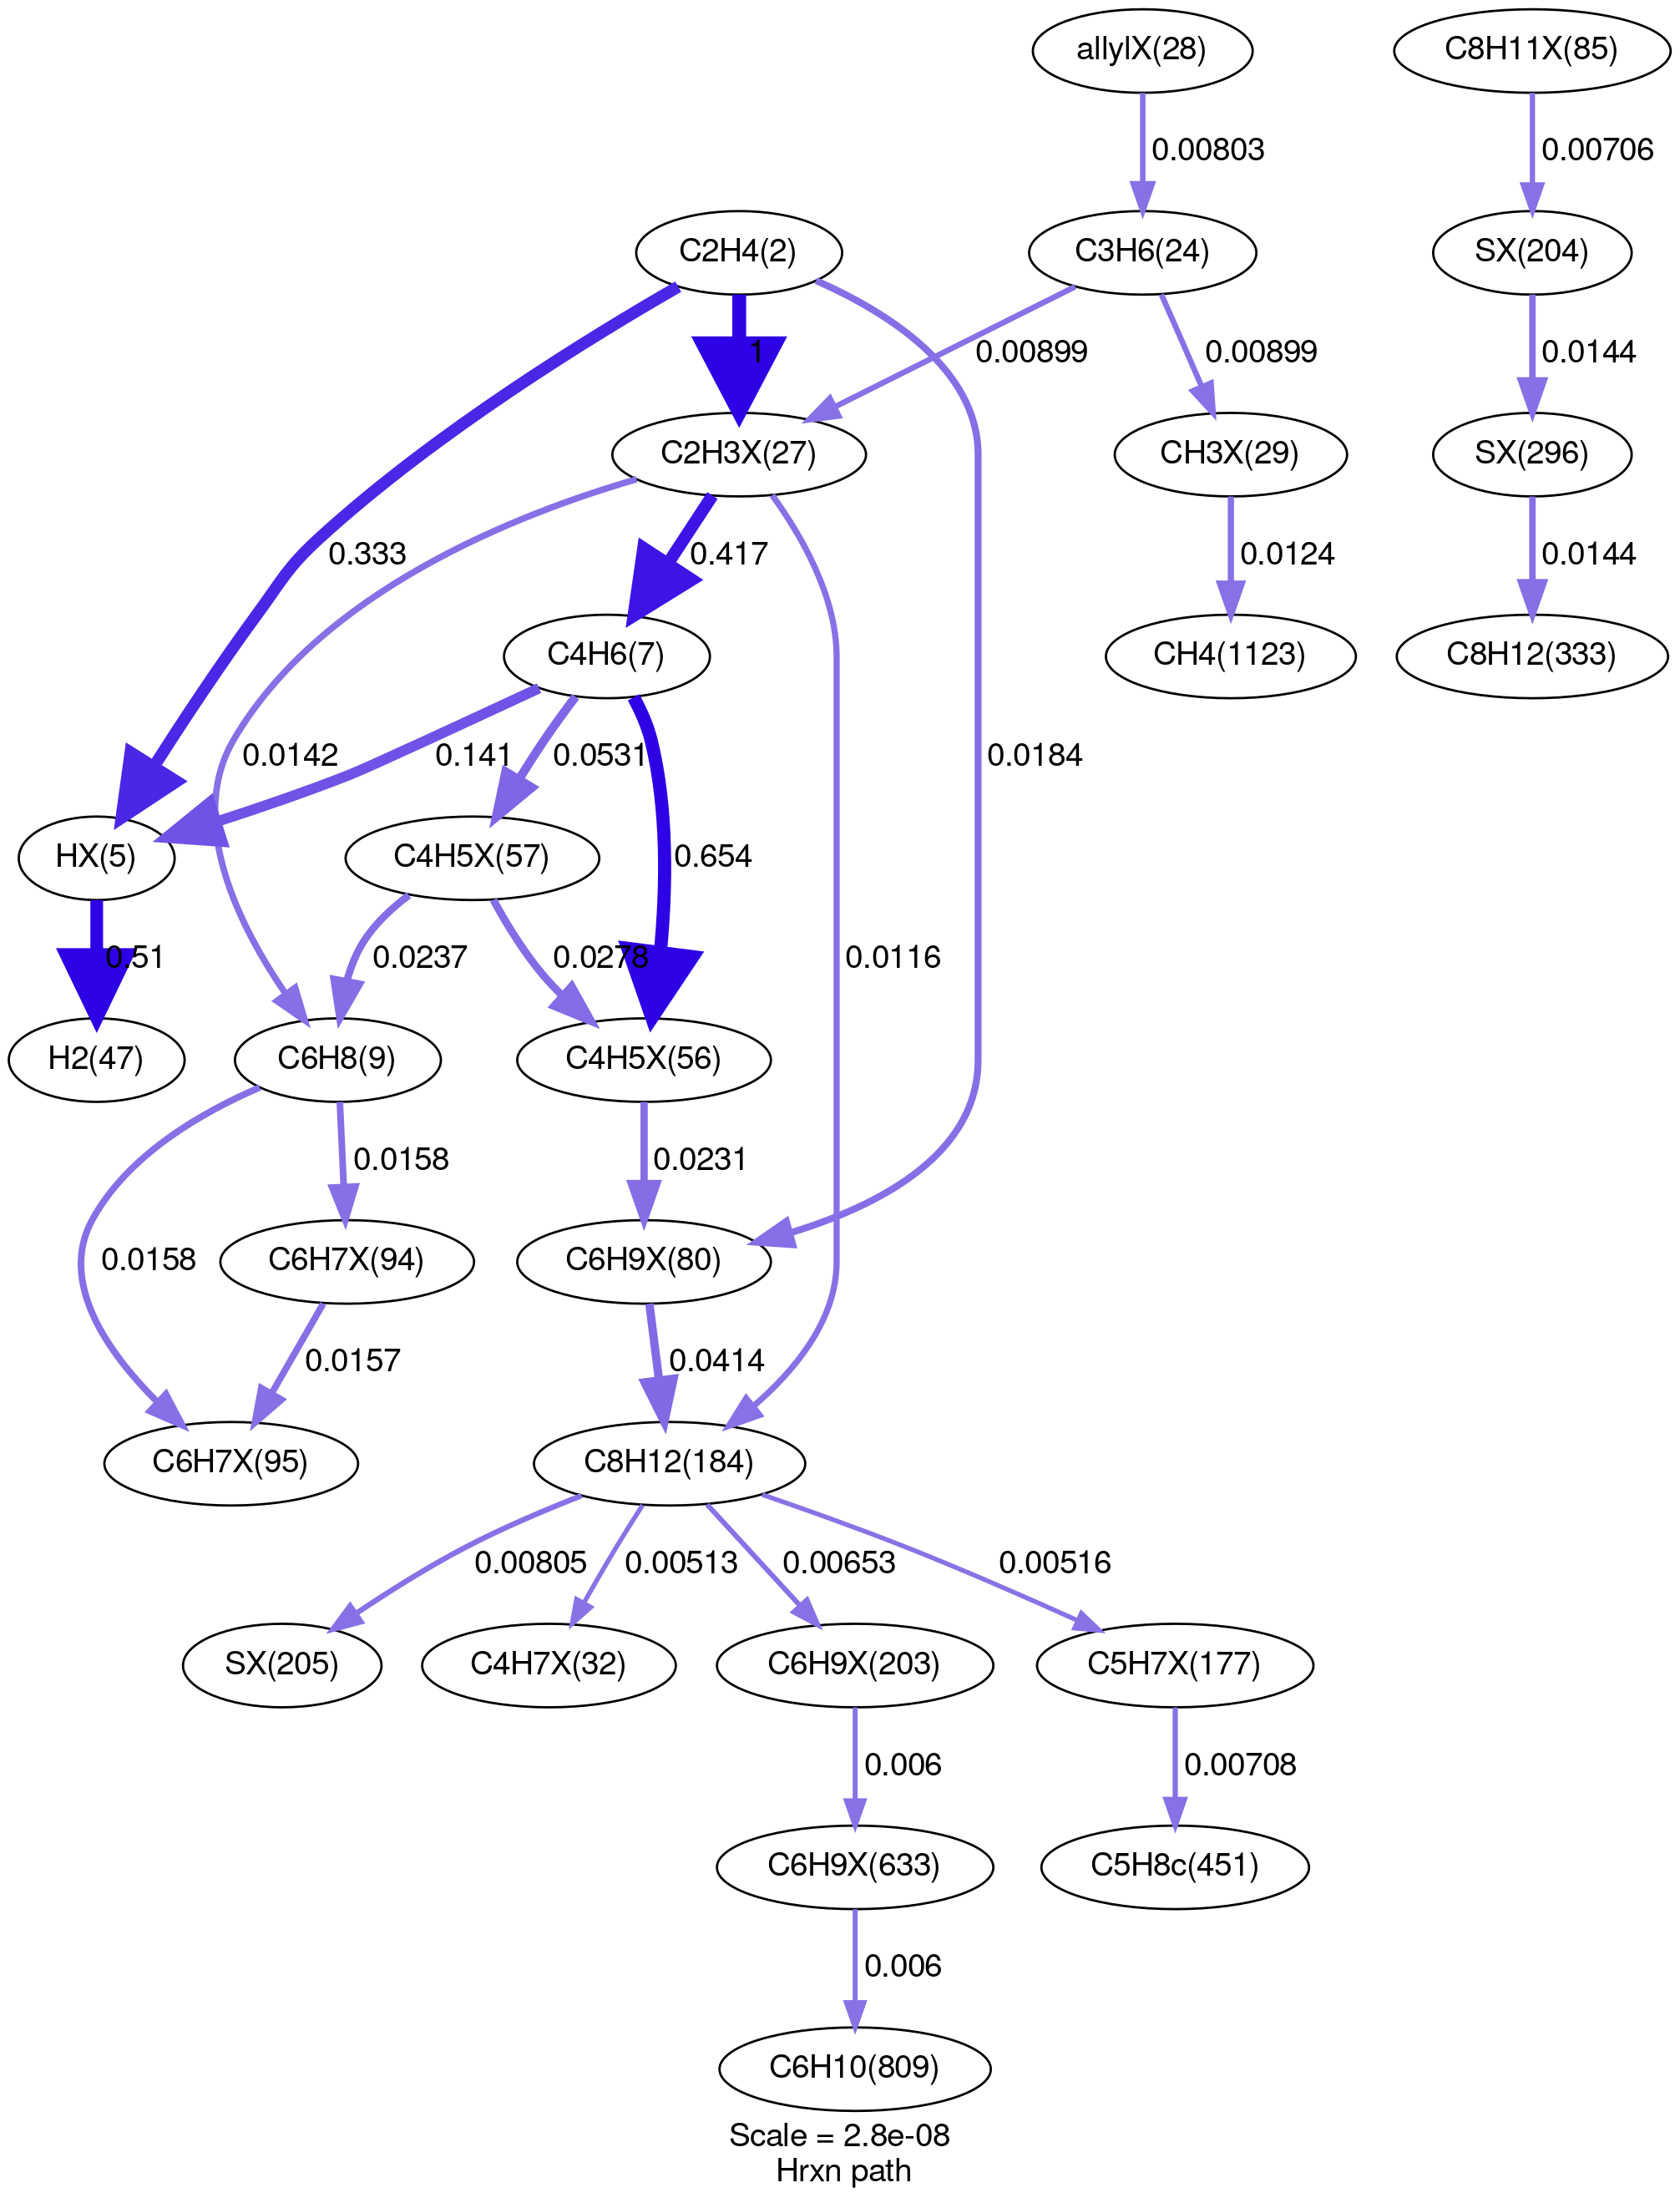 allylX(28)
C8H11X(85)
0.00803
0.00706
C2H4(2)
C3H6(24)
SX(204)
1
0.00899
0.00899
0.0144
C2H3X(27)
CH3X(29)
SX(296)
0.333
0.417
0.0124
0.0144
C4H6(7)
CH4(1123)
C8H12(333)
0.0142
0.141
0.0531
0.0184
HX(5)
C4H5X(57)
0.654
0.51
0.0237
0.0278
0.0116
H2(47)
C6H8(9)
C4H5X(56)
0.0158
0.0231
0.0158
C6H7X(94)
C6H9X(80)
0.0157
0.0414
C6H7X(95)
C8H12(184)
0.00805
0.00513
0.00653
0.00516
SX(205)
C4H7X(32)
C6H9X(203)
C5H7X(177)
0.006
0.00708
C6H9X(633)
C5H8c(451)
0.006
C6H10(809)
Scale = 2.8e-08
Hrxn path